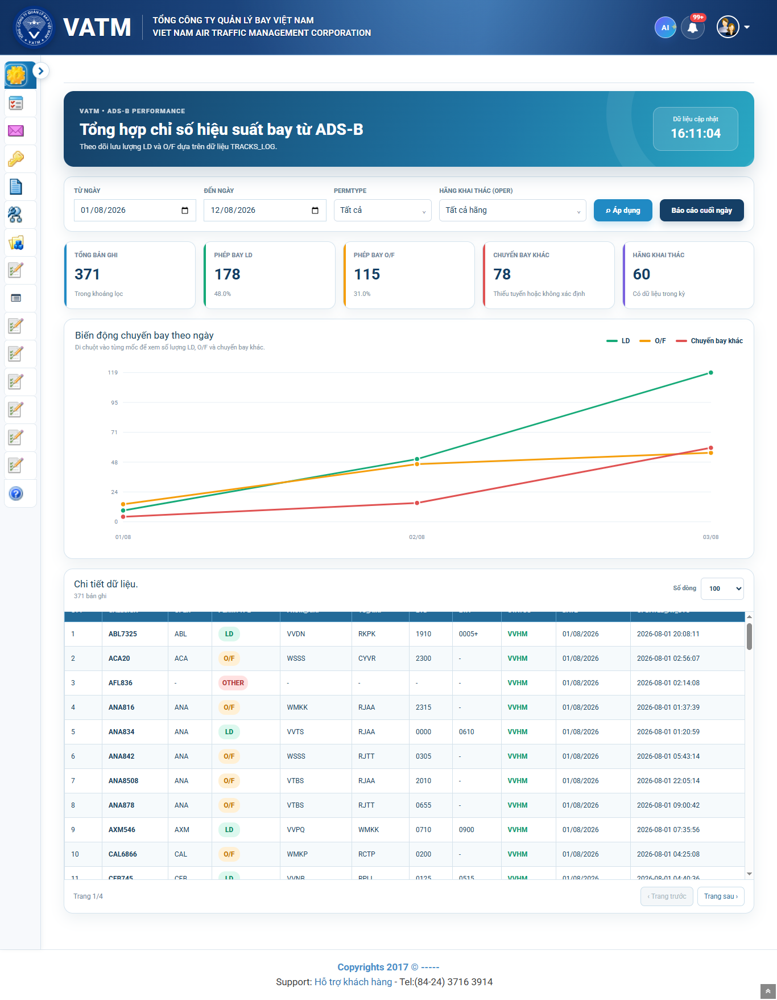 VATM
TỔNG CÔNG TY QUẢN LÝ BAY VIỆT NAM
VIET NAM AIR TRAFFIC MANAGEMENT CORPORATION
AI
99+
VATM • ADS-B PERFORMANCE
Tổng hợp chỉ số hiệu suất bay từ ADS-B
Theo dõi lưu lượng LD và O/F dựa trên dữ liệu TRACKS_LOG.
Dữ liệu cập nhật
16:11:04
TỪ NGÀY
ĐẾN NGÀY
PERMTYPE
HÃNG KHAI THÁC (OPER)
01/08/2026
12/08/2026
Tất cả
Tất cả hãng
Áp dụng
Báo cáo cuối ngày
TỔNG BẢN GHI
371
Trong khoảng lọc
PHÉP BAY LD
178
48.0%
PHÉP BAY O/F
115
31.0%
CHUYẾN BAY KHÁC
78
Thiếu tuyến hoặc không xác định
HÃNG KHAI THÁC
60
Có dữ liệu trong kỳ
Biến động chuyến bay theo ngày
Di chuột vào từng mốc để xem số lượng LD, O/F và chuyến bay khác.
LD O/F Chuyến bay khác
119
95
71
48
24
0
01/08 02/08 03/08
Chi tiết dữ liệu.
371 bản ghi
Số dòng 100
1 ABL7325 ABL LD VVDN RKPK 1910 0005+ VVHM 01/08/2026 2026-08-01 20:08:11
2 ACA20 ACA O/F WSSS CYVR 2300 - VVHM 01/08/2026 2026-08-01 02:56:07
3 AFL836 - OTHER - - - - VVHM 01/08/2026 2026-08-01 02:14:08
4 ANA816 ANA O/F WMKK RJAA 2315 - VVHM 01/08/2026 2026-08-01 01:37:39
5 ANA834 ANA LD VVTS RJAA 0000 0610 VVHM 01/08/2026 2026-08-01 01:20:59
6 ANA842 ANA O/F WSSS RJTT 0305 - VVHM 01/08/2026 2026-08-01 05:43:14
7 ANA8508 ANA O/F VTBS RJAA 2010 - VVHM 01/08/2026 2026-08-01 22:05:14
8 ANA878 ANA O/F VTBS RJTT 0655 - VVHM 01/08/2026 2026-08-01 09:00:42
9 AXM546 AXM LD VVPQ WMKK 0710 0900 VVHM 01/08/2026 2026-08-01 07:35:56
10 CAL6866 CAL O/F WMKP RCTP 0200 - VVHM 01/08/2026 2026-08-01 04:25:08
11 CEB745 CEB LD VVNB RPLL 0125 0515 VVHM 01/08/2026 2026-08-01 04:40:36
Trang 1/4
‹ Trang trước
Trang sau ›
Copyrights 2017 © -----
Support: Hỗ trợ khách hàng - Tel:(84-24) 3716 3914